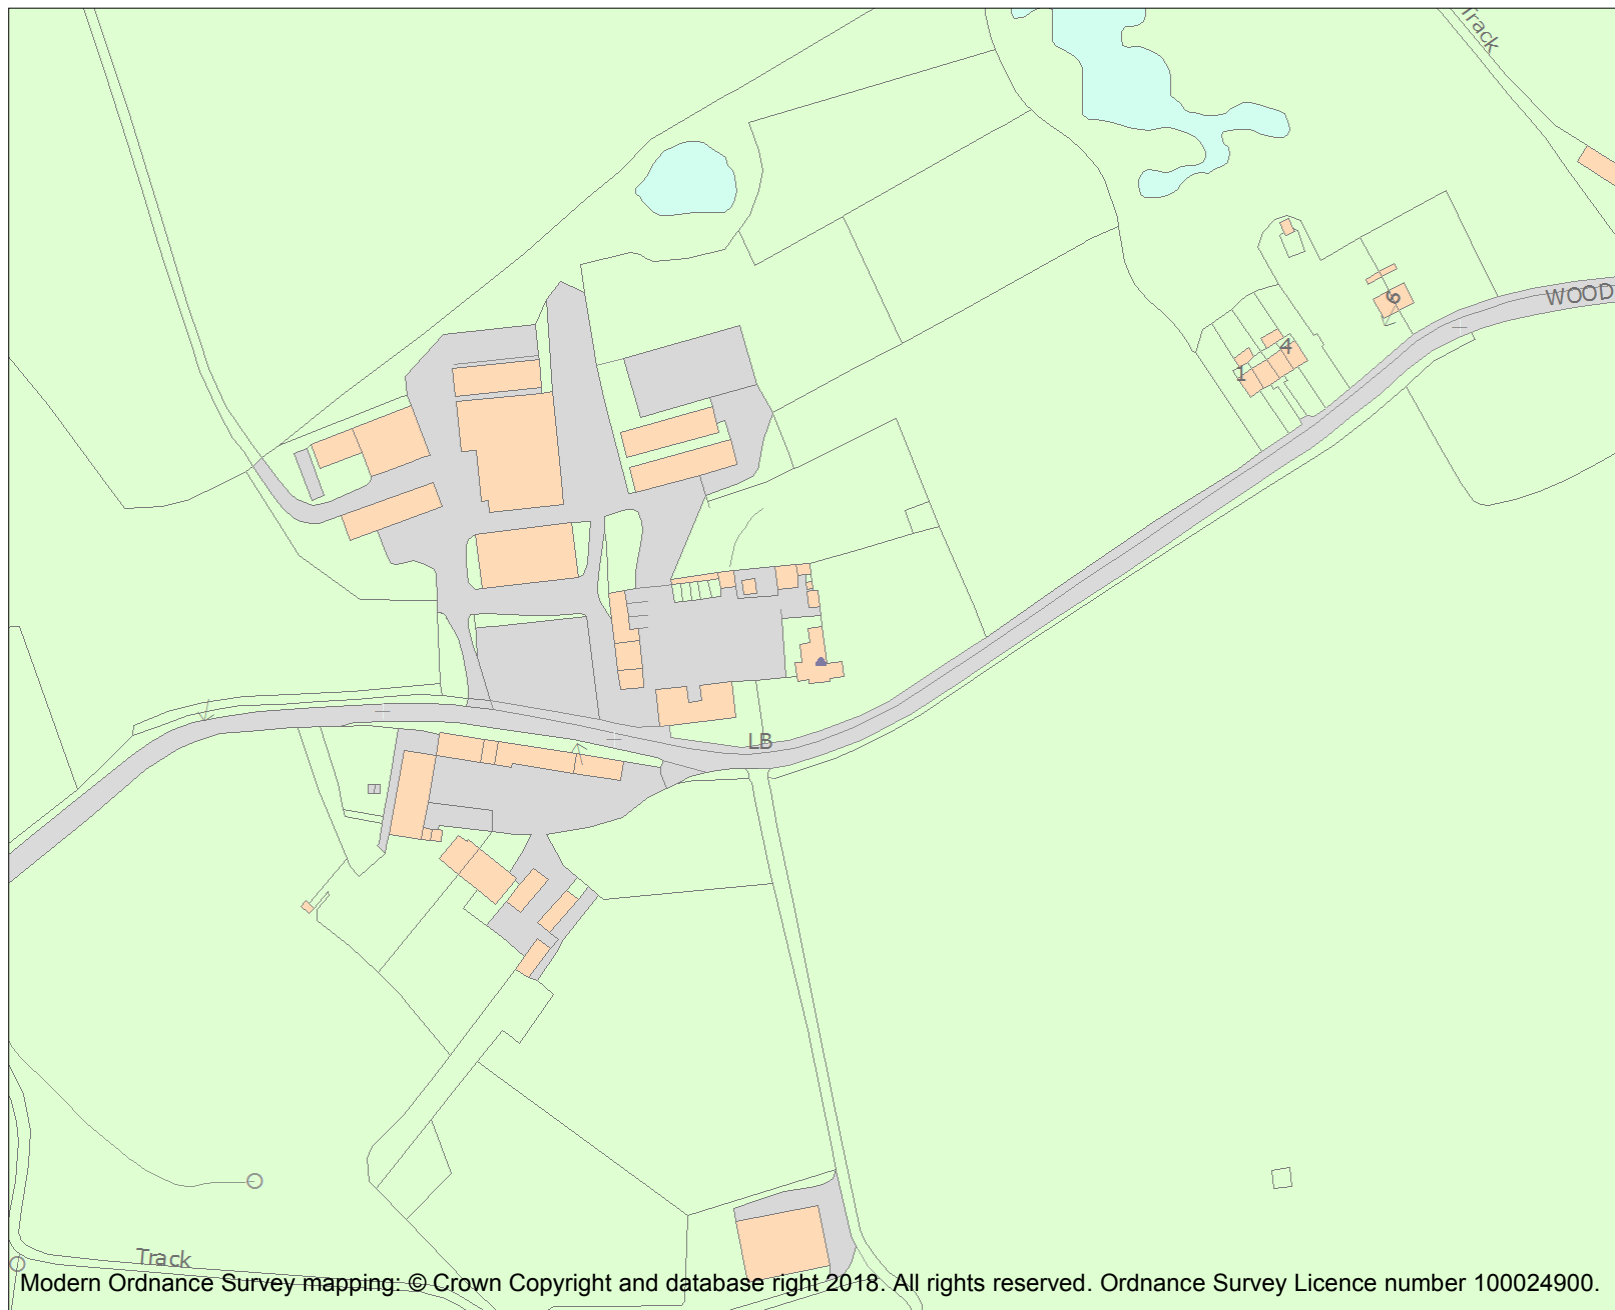 Track
WOOD
6
4
1
LB
Track
Modern Ordnance Survey mapping: © Crown Copyright and database right 2018. All rights reserved. Ordnance Survey Licence number 100024900.